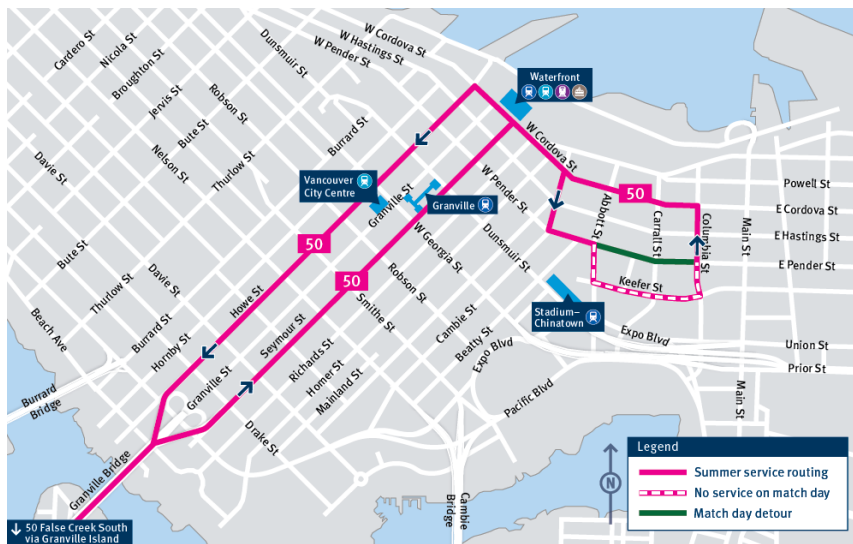 Cardero St
Nicola St
Broughton St
Jervis St
Bute St
Nelson St
Davie St
Robson St
Thurlow St
Dunsmuir St
Burrard St
W Pender St
W Hastings St
W Cordova St
Waterfront
W Cordova St
Vancouver
City Centre
Granville St
Granville
W Pender St
Dunsmuir St
W Georgia St
Robson St
Smithe St
50
50
50
Abbott St
Carrall St
Columbia St
Main St
Powell St
E Cordova St
E Hastings St
E Pender St
Keefer St
Stadium–
Chinatown
Expo Blvd
Union St
Prior St
Main St
Cambie St
Beatty St
Expo Blvd
Pacific Blvd
Bute St
Thurlow St
Davie St
Beach Ave
Burrard St
Hornby St
Howe St
Seymour St
Granville St
Richards St
Homer St
Mainland St
Drake St
Burrard
Bridge
Granville Bridge
Cambie
Bridge
50 False Creek South
via Granville Island
N
Legend
Summer service routing
No service on match day
Match day detour